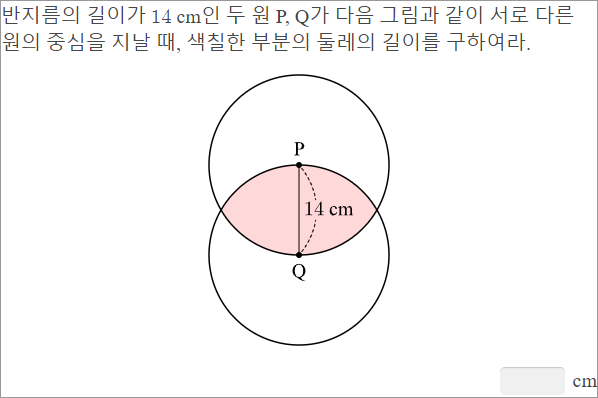 반지름의 길이가 14 cm인 두 원 P, Q가 다음 그림과 같이 서로 다른
원의 중심을 지날 때, 색칠한 부분의 둘레의 길이를 구하여라.
P
14 cm
Q
cm